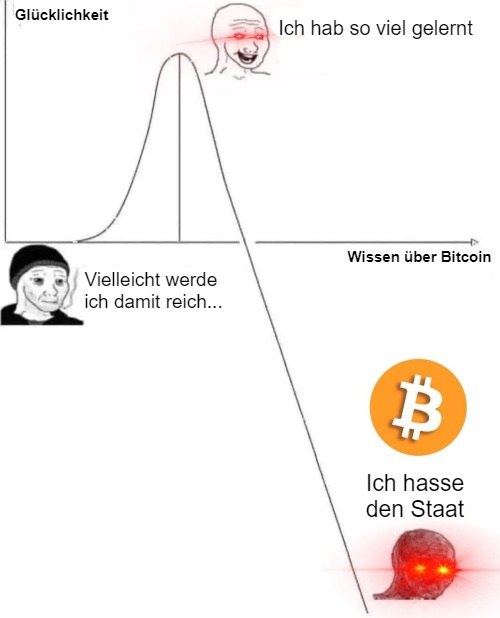 Glücklichkeit
Ich hab so viel gelernt
Wissen über Bitcoin
Vielleicht werde
ich damit reich...
Ich hasse
den Staat